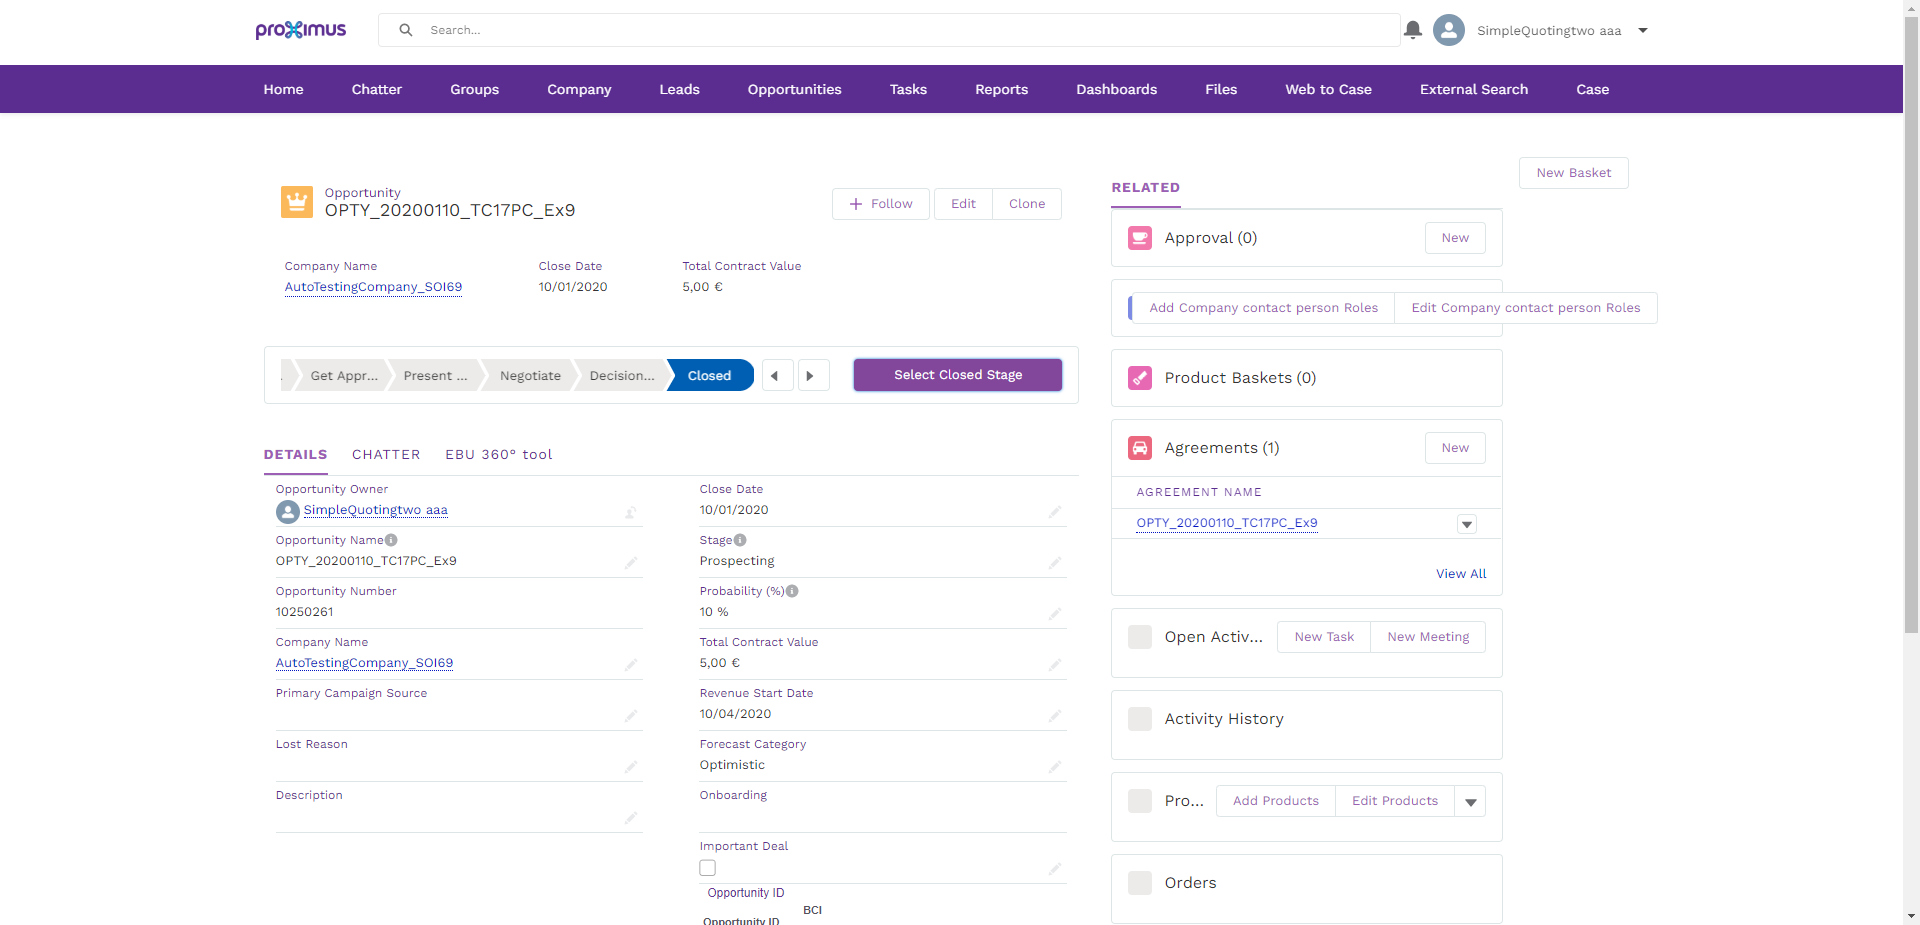 proximus
Search...
SimpleQuotingtwo aaa
Home
Chatter
Groups
Company
Leads
Opportunities
Tasks
Reports
Dashboards
Files
Web to Case
External Search
Case
Opportunity
OPTY_20200110_TC17PC_Ex9
Follow
Edit
Clone
Company Name
Close Date
Total Contract Value
AutoTestingCompany_SOI69
10/01/2020
5,00 €
Get Appr...
Present ...
Negotiate
Decision...
Closed
Select Closed Stage
DETAILS
CHATTER
EBU 360° tool
Opportunity Owner
SimpleQuotingtwo aaa
Opportunity Name
OPTY_20200110_TC17PC_Ex9
Opportunity Number
10250261
Company Name
AutoTestingCompany_SOI69
Primary Campaign Source
Lost Reason
Description
Close Date
10/01/2020
Stage
Prospecting
Probability (%)
10 %
Total Contract Value
5,00 €
Revenue Start Date
10/04/2020
Forecast Category
Optimistic
Onboarding
Important Deal
Opportunity ID
BCI
Opportunity ID
New Basket
RELATED
Approval (0)
New
Add Company contact person Roles
Edit Company contact person Roles
Product Baskets (0)
Agreements (1)
New
AGREEMENT NAME
OPTY_20200110_TC17PC_Ex9
View All
Open Activ...
New Task
New Meeting
Activity History
Pro...
Add Products
Edit Products
Orders